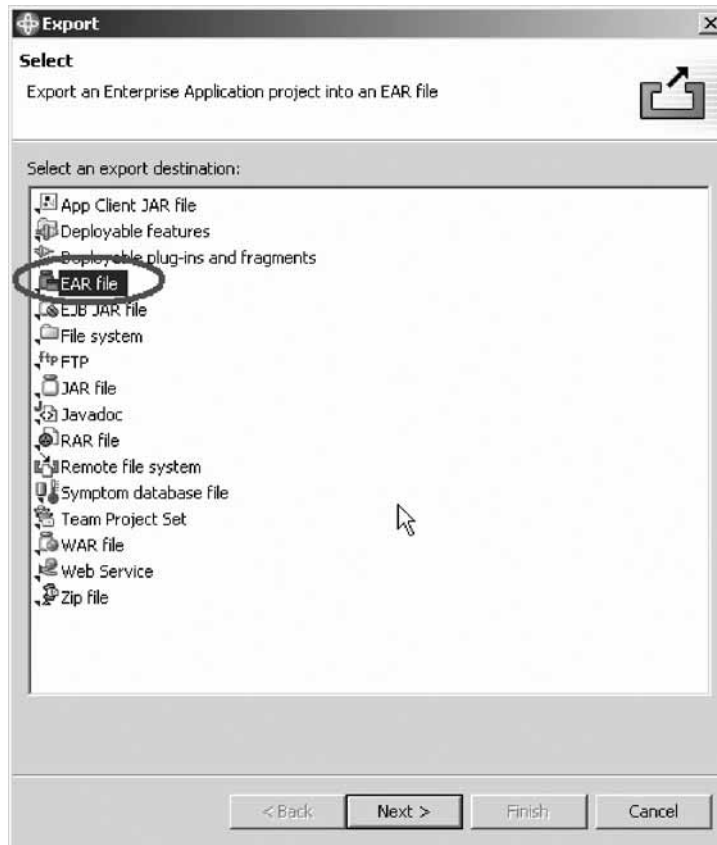 Export
Select
Export an Enterprise Application project into an EAR file
Select an export destination:
App Client JAR file
Deployable features
Deployable plug-ins and fragments
EAR file
EJB JAR file
File system
ftp FTP
JAR file
Javadoc
RAR file
Remote file system
Symptom database file
Team Project Set
WAR file
Web Service
Zip file
< Back Next > Finish Cancel